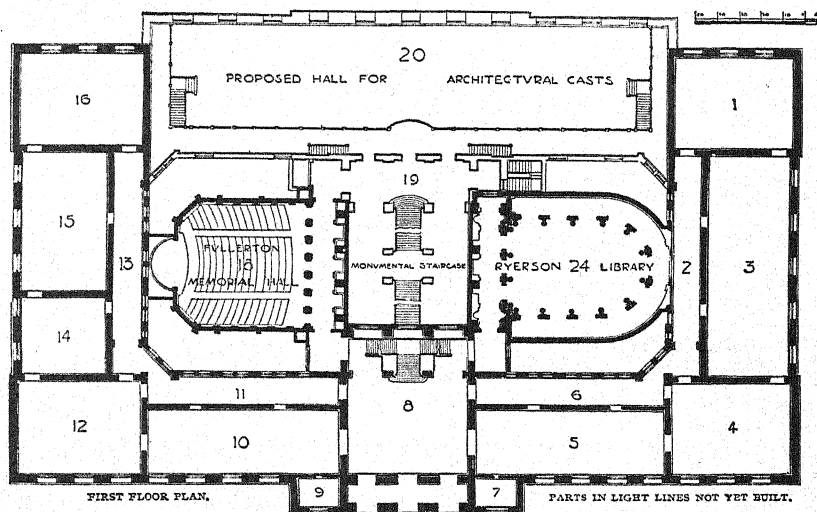 20
PROPOSED HALL FOR ARCHITECTVRAL CASTS
16
1
19
15
13
FULLERTON
18
MEMORIAL HALL
MONVMENTAL STAIRCASE
RYERSON 24 LIBRARY
2
3
14
11
6
12
10
8
5
4
9
7
FIRST FLOOR PLAN.
PARTS IN LIGHT LINES NOT YET BUILT.